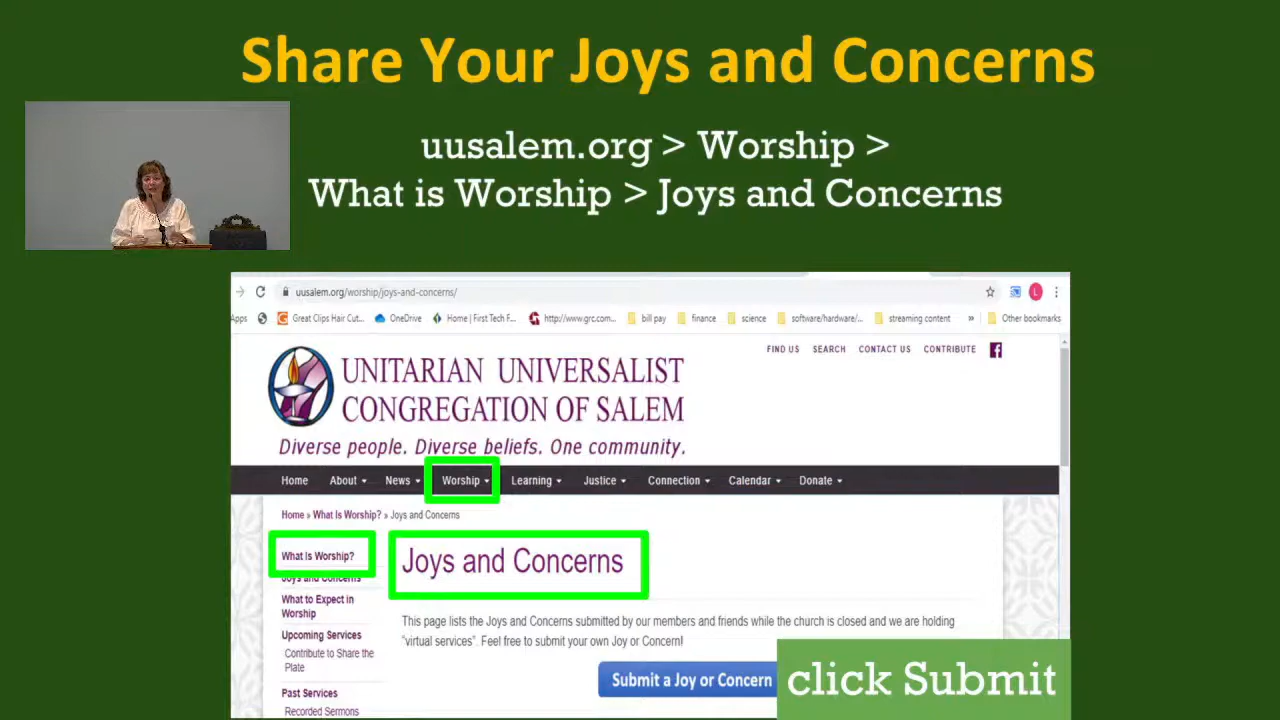 Share Your Joys and Concerns
uusalem.org > Worship >
What is Worship > Joys and Concerns
uusalem.org/worship/joys-and-concerns/
L
Apps
Great Clips Hair Cut...
OneDrive
Home | First Tech F...
http://www.grc.com...
bill pay
finance
science
software/hardware/...
streaming content
»
Other bookmarks
FIND US SEARCH CONTACT US CONTRIBUTE
UNITARIAN UNIVERSALIST
CONGREGATION OF SALEM
Diverse people. Diverse beliefs. One community.
Home About News Worship Learning Justice Connection Calendar Donate
Home » What Is Worship? » Joys and Concerns
What Is Worship?
Joys and Concerns
What to Expect in
Worship
Upcoming Services
Contribute to Share the
Plate
Past Services
Recorded Sermons
Joys and Concerns
This page lists the Joys and Concerns submitted by our members and friends while the church is closed and we are holding
"virtual services". Feel free to submit your own Joy or Concern!
Submit a Joy or Concern
click Submit